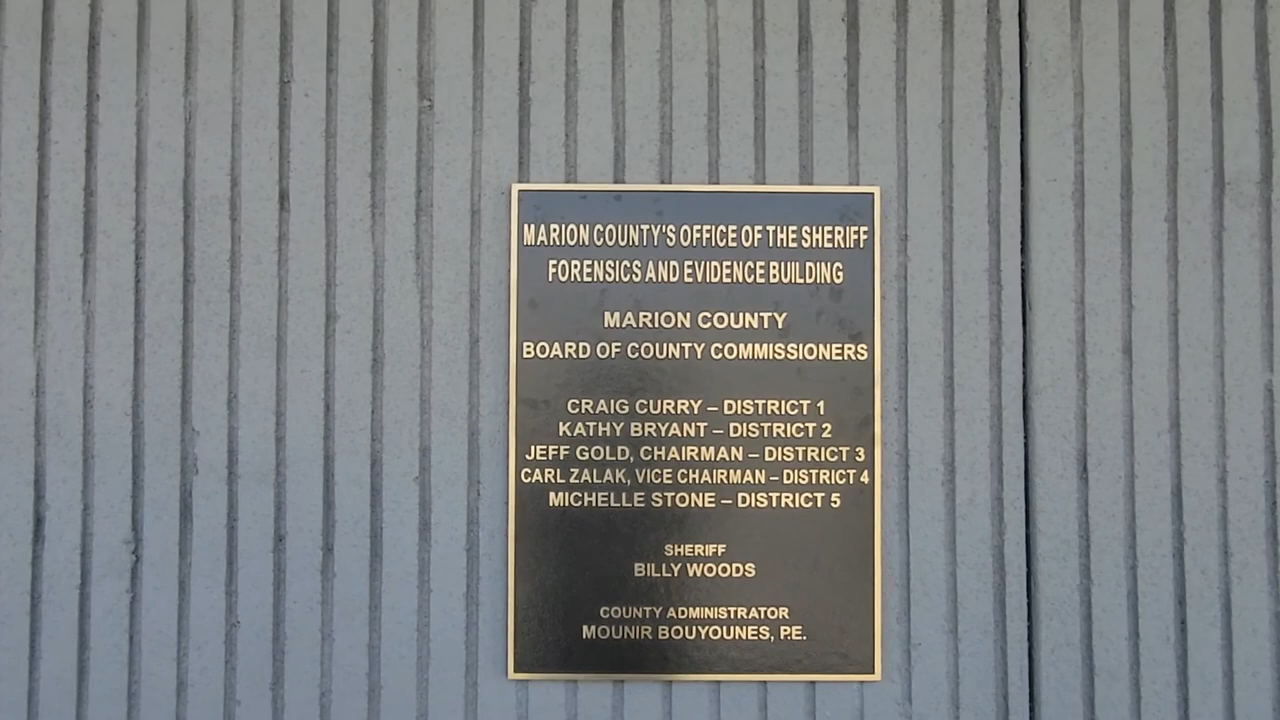 MARION COUNTY'S OFFICE OF THE SHERIFF
FORENSICS AND EVIDENCE BUILDING
MARION COUNTY
BOARD OF COUNTY COMMISSIONERS
CRAIG CURRY – DISTRICT 1
KATHY BRYANT – DISTRICT 2
JEFF GOLD, CHAIRMAN – DISTRICT 3
CARL ZALAK, VICE CHAIRMAN – DISTRICT 4
MICHELLE STONE – DISTRICT 5
SHERIFF
BILLY WOODS
COUNTY ADMINISTRATOR
MOUNIR BOUYOUNES, P.E.